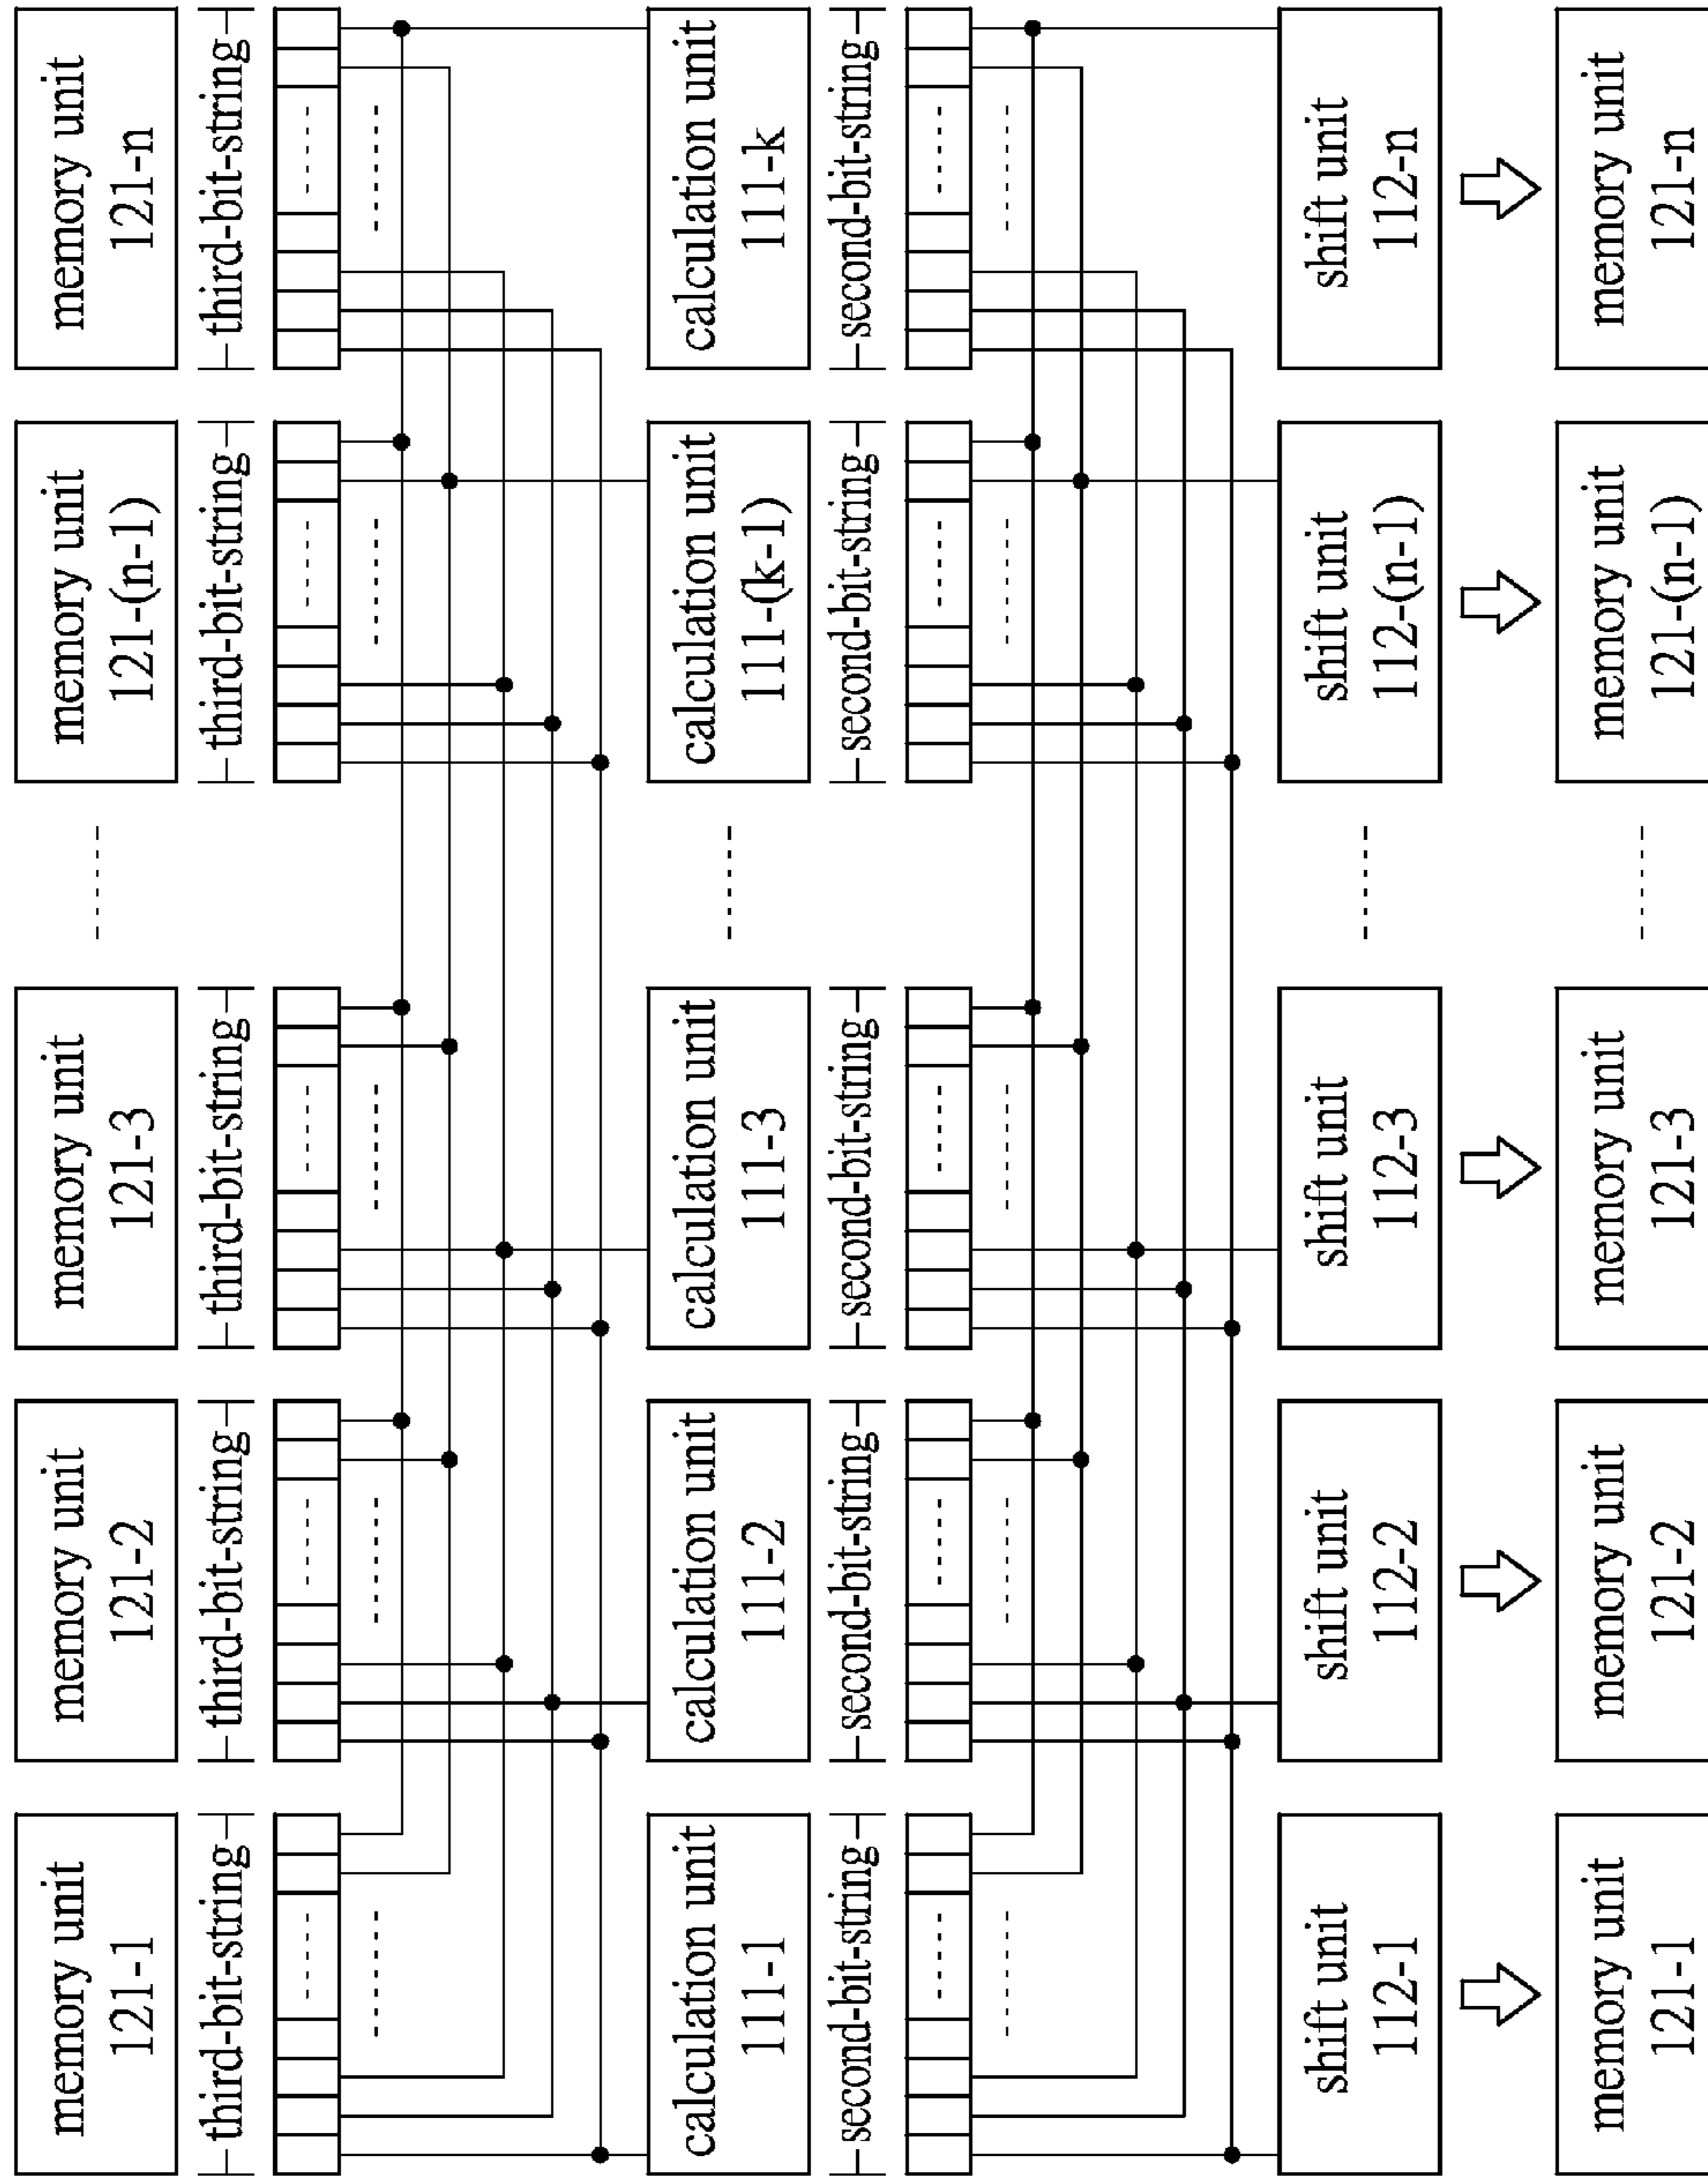 memory unit
121-1
memory unit
121-2
memory unit
121-3
memory unit
121-(n-1)
memory unit
121-n
third-bit-string
third-bit-string
third-bit-string
third-bit-string
third-bit-string
calculation unit
111-1
calculation unit
111-2
calculation unit
111-3
calculation unit
111-(k-1)
calculation unit
111-k
second-bit-string
second-bit-string
second-bit-string
second-bit-string
second-bit-string
shift unit
112-1
shift unit
112-2
shift unit
112-3
shift unit
112-(n-1)
shift unit
112-n
memory unit
121-1
memory unit
121-2
memory unit
121-3
memory unit
121-(n-1)
memory unit
121-n